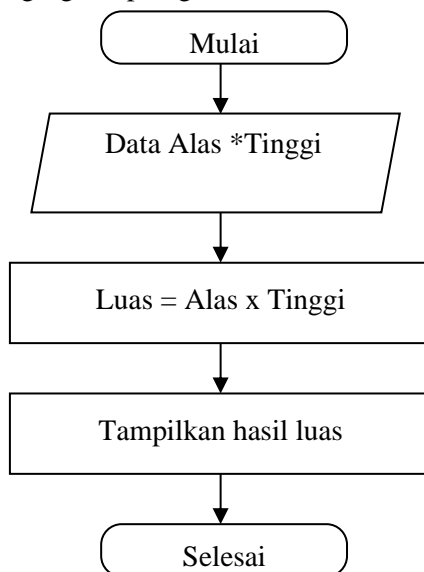 Mulai
Data Alas *Tinggi
Luas = Alas x Tinggi
Tampilkan hasil luas
Selesai